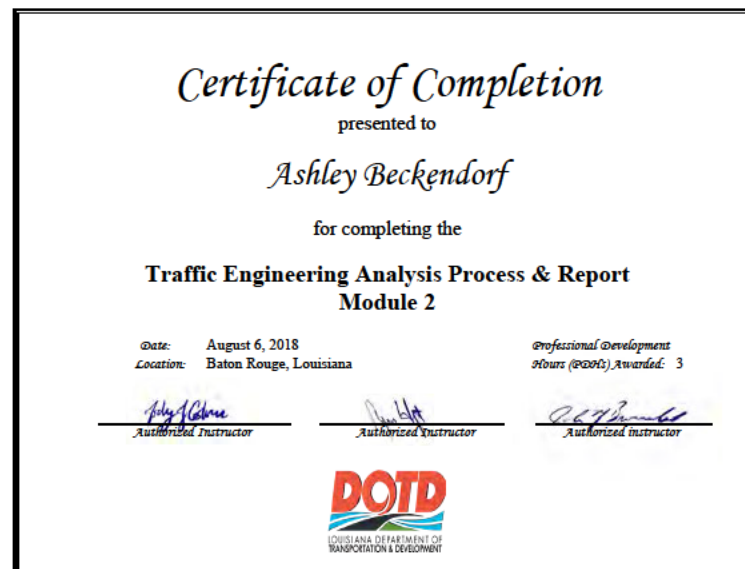 Certificate of Completion
presented to
Ashley Beckendorf
for completing the
Traffic Engineering Analysis Process & Report
Module 2
Date: August 6, 2018
Location: Baton Rouge, Louisiana
Professional Development
Hours (PDHs) Awarded: 3
Authorized Instructor
Authorized Instructor
Authorized instructor
DOTD
LOUISIANA DEPARTMENT OF
TRANSPORTATION & DEVELOPMENT